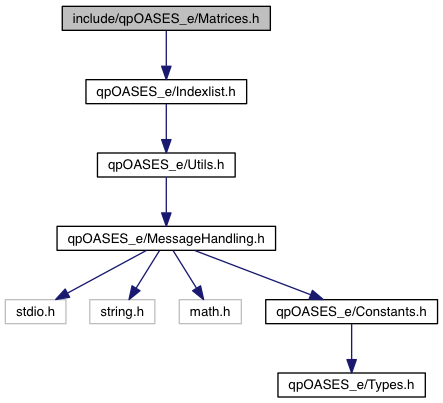 include/qpOASES_e/Matrices.h
qpOASES_e/Indexlist.h
qpOASES_e/Utils.h
qpOASES_e/MessageHandling.h
stdio.h
string.h
math.h
qpOASES_e/Constants.h
qpOASES_e/Types.h